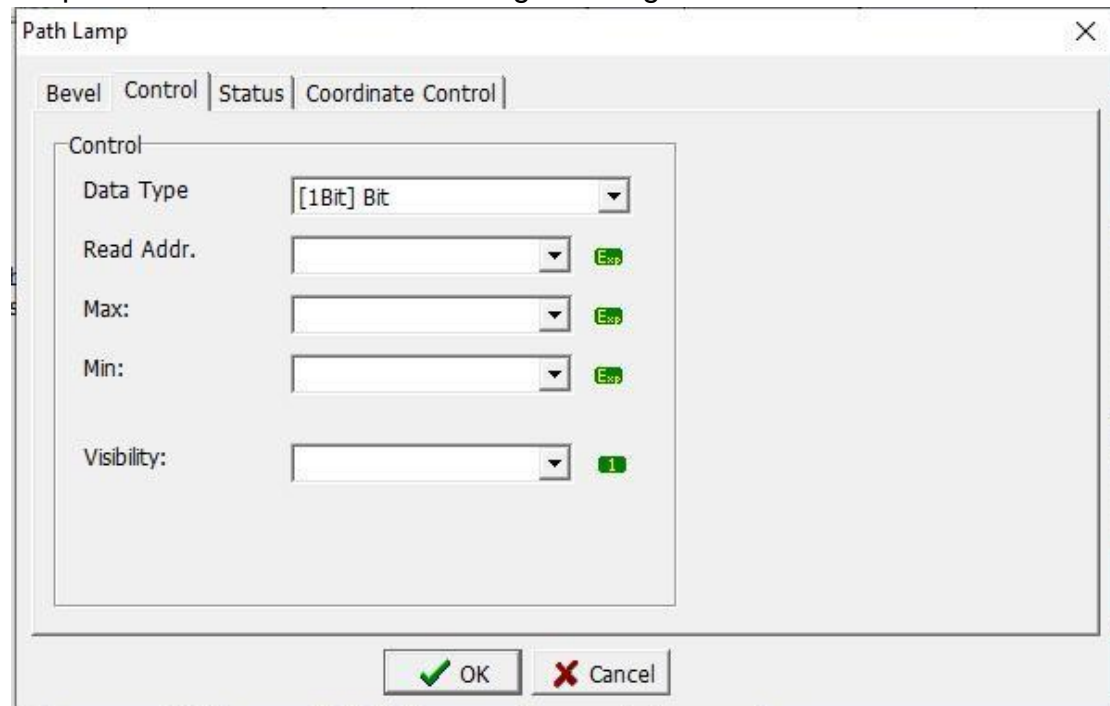 Path Lamp
Bevel Control Status Coordinate Control
Control
Data Type [1Bit] Bit
Read Addr. Exp
Max: Exp
Min: Exp
Visibility: 1
OK Cancel